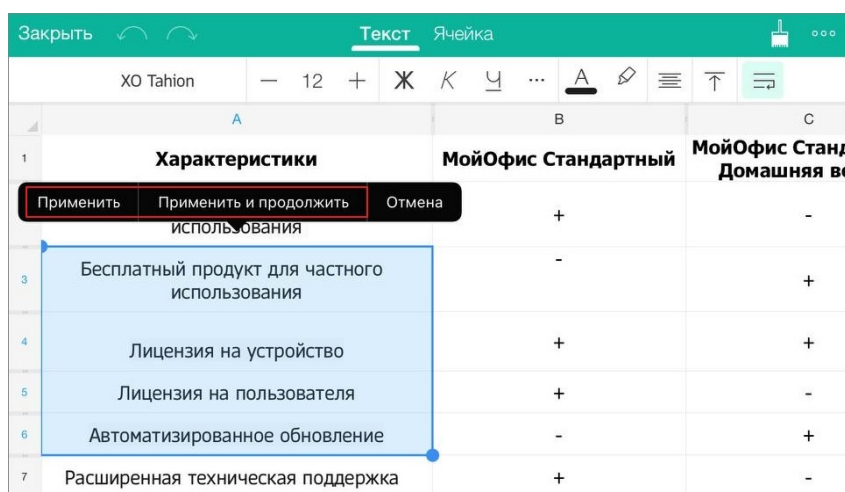 Закрыть Текст Ячейка
XO Tahion — 12 + Ж К Ч ... А
A B C
1 Характеристики МойОфис Стандартный МойОфис Станд
Домашняя ве
Применить Применить и продолжить Отмена
использования + -
3 Бесплатный продукт для частного - +
использования
4 Лицензия на устройство + +
5 Лицензия на пользователя + -
6 Автоматизированное обновление - +
7 Расширенная техническая поддержка + -